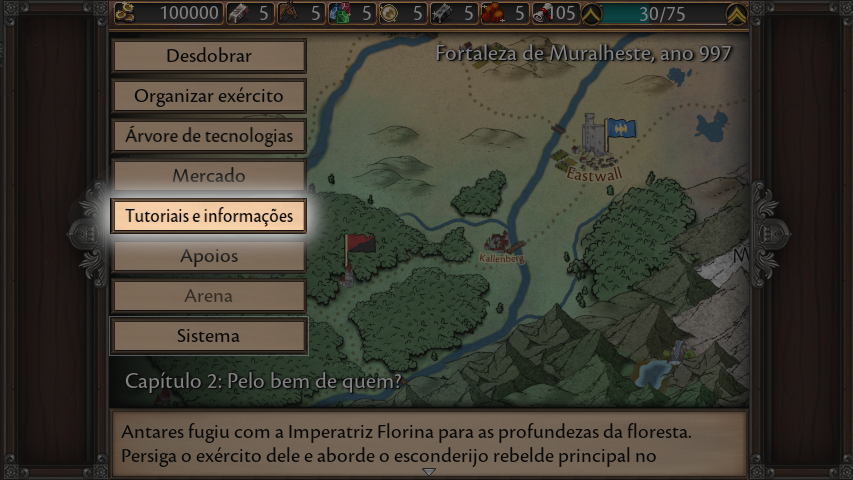 100000 5 5 5 5 5 5 105 30/75
Desdobrar
Fortaleza de Muralheste, ano 997
Organizar exército
Árvore de tecnologias
Mercado
Eastwall
Tutoriais e informações
Apoios
Kallenberg
M
Arena
Sistema
Capítulo 2: Pelo bem de quem?
Antares fugiu com a Imperatriz Florina para as profundezas da floresta.
Persiga o exército dele e aborde o esconderijo rebelde principal no